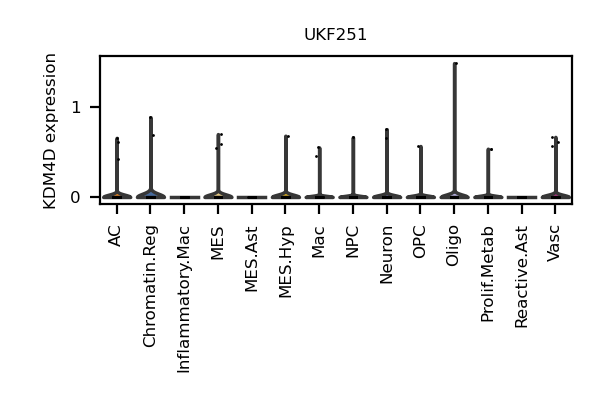 UKF251
KDM4D expression
1
0
AC
Chromatin.Reg
Inflammatory.Mac
MES
MES.Ast
MES.Hyp
Mac
NPC
Neuron
OPC
Oligo
Prolif.Metab
Reactive.Ast
Vasc